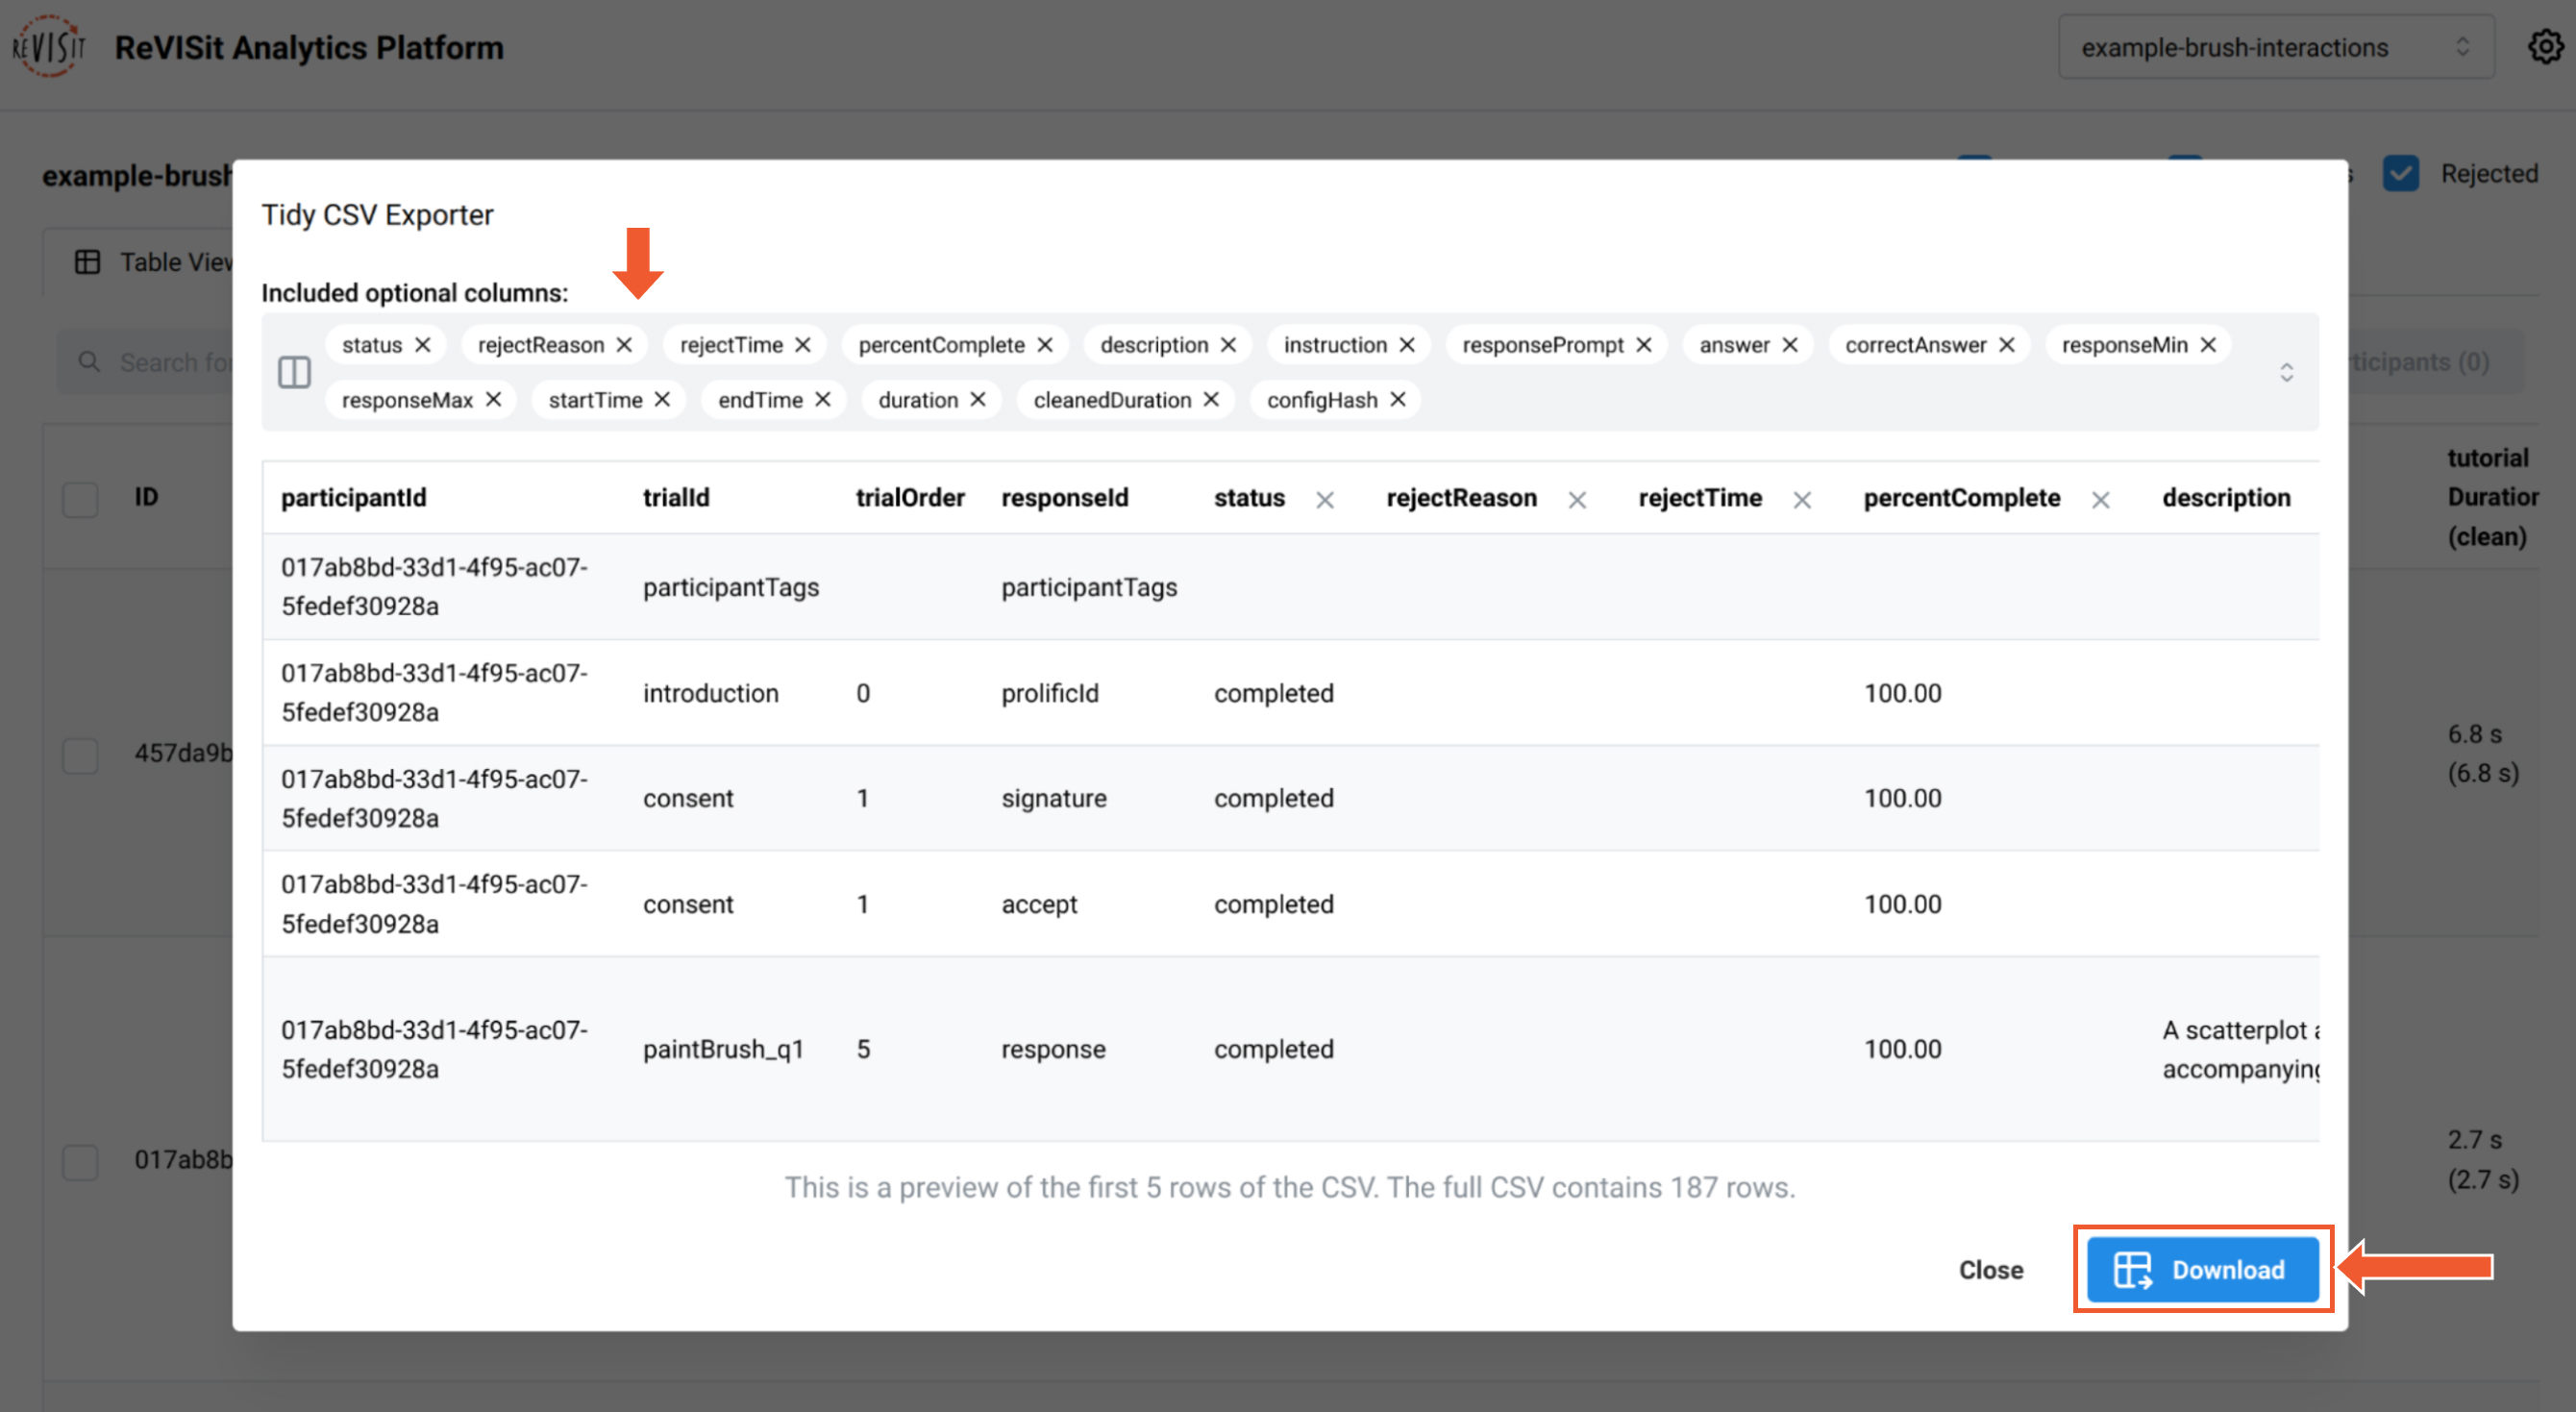 REVISIT ReVISit Analytics Platform example-brush-interactions
example-brush Rejected
Tidy CSV Exporter
Table View
Included optional columns:
status rejectReason rejectTime percentComplete description instruction responsePrompt answer correctAnswer responseMin
responseMax startTime endTime duration cleanedDuration configHash
Search for
ticipants (0)
ID
participantId trialId trialOrder responseId status rejectReason rejectTime percentComplete description
tutorial
Duration
(clean)
017ab8bd-33d1-4f95-ac07-
5fedef30928a
participantTags participantTags
017ab8bd-33d1-4f95-ac07-
5fedef30928a
introduction 0 prolificId completed 100.00
457da9b
6.8 s
(6.8 s)
017ab8bd-33d1-4f95-ac07-
5fedef30928a
consent 1 signature completed 100.00
017ab8bd-33d1-4f95-ac07-
5fedef30928a
consent 1 accept completed 100.00
017ab8bd-33d1-4f95-ac07-
5fedef30928a
paintBrush_q1 5 response completed 100.00
A scatterplot a
accompanying
017ab8b
2.7 s
(2.7 s)
This is a preview of the first 5 rows of the CSV. The full CSV contains 187 rows.
Close Download